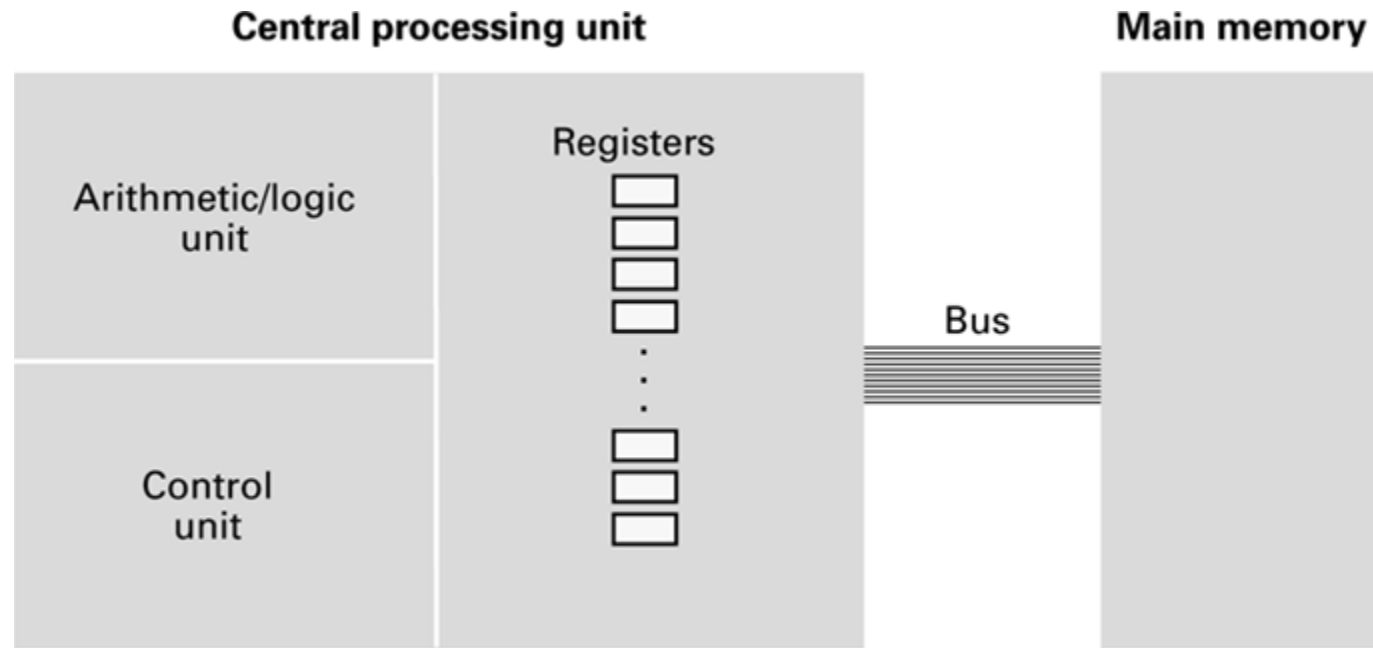 Central processing unit
Main memory
Registers
Arithmetic/logic
unit
Bus
Control
unit